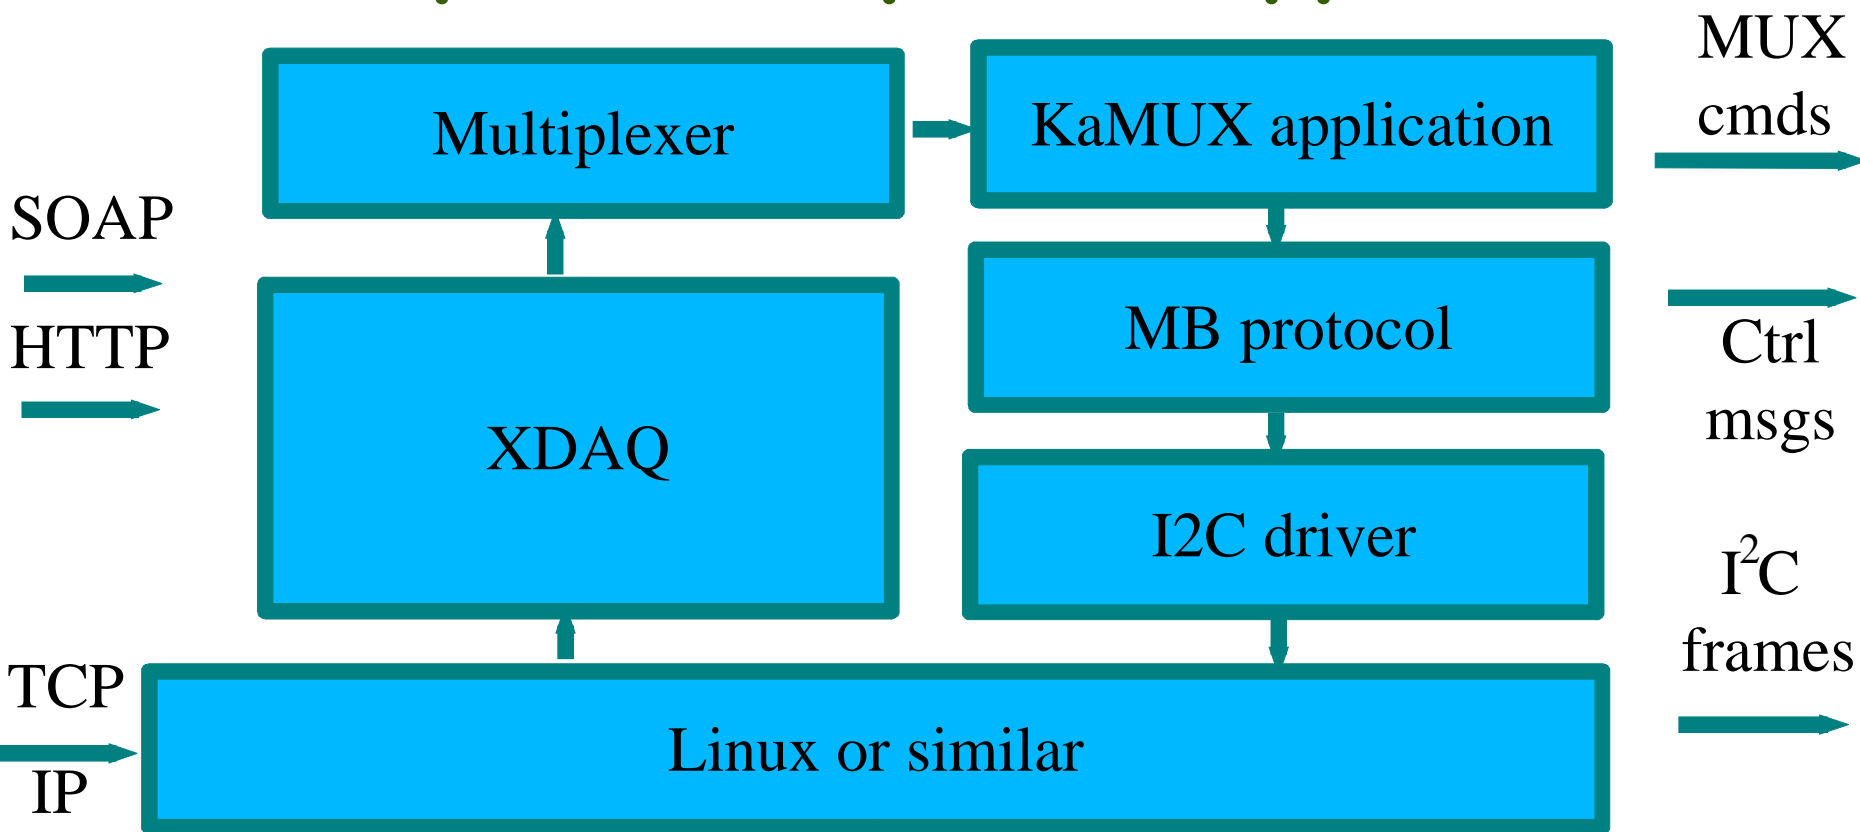 MUX
cmds
Multiplexer
KaMUX application
SOAP
HTTP
MB protocol
Ctrl
msgs
XDAQ
I2C driver
I²C
frames
TCP
IP
Linux or similar